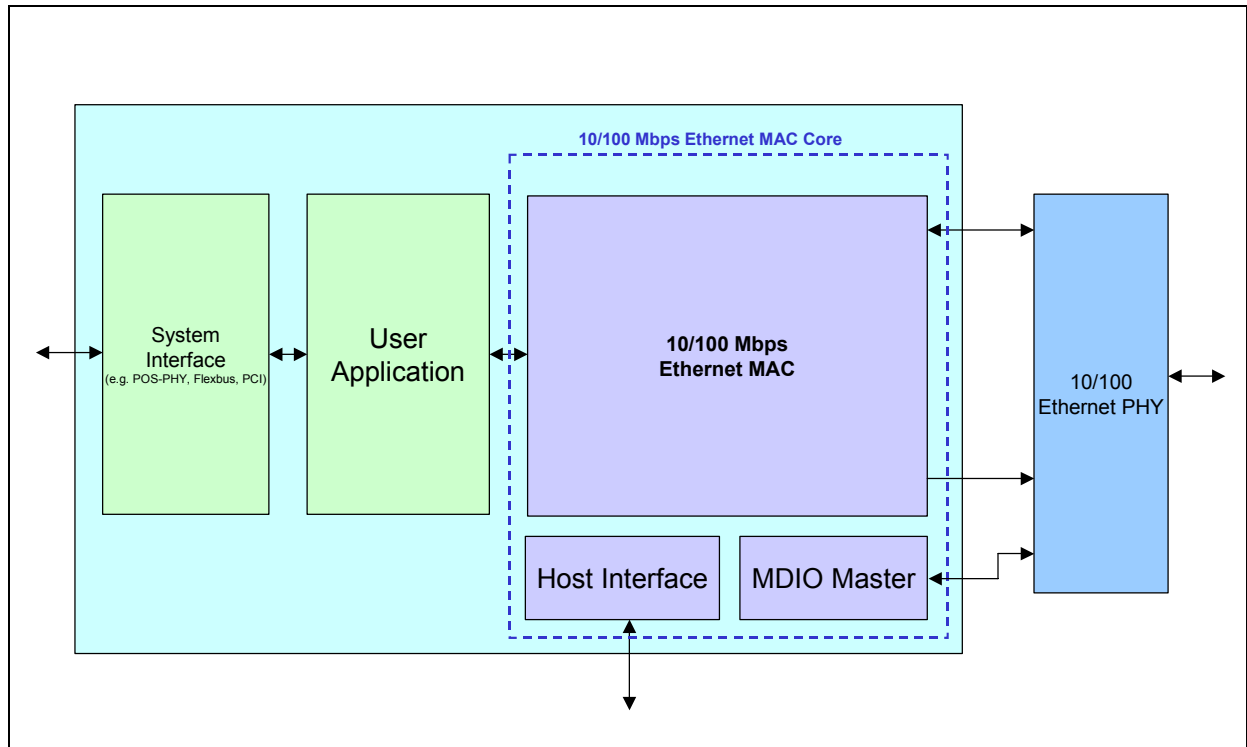 10/100 Mbps Ethernet MAC Core
System
Interface
(e.g. POS-PHY, Flexbus, PCI)
User
Application
10/100 Mbps
Ethernet MAC
10/100
Ethernet PHY
Host Interface
MDIO Master